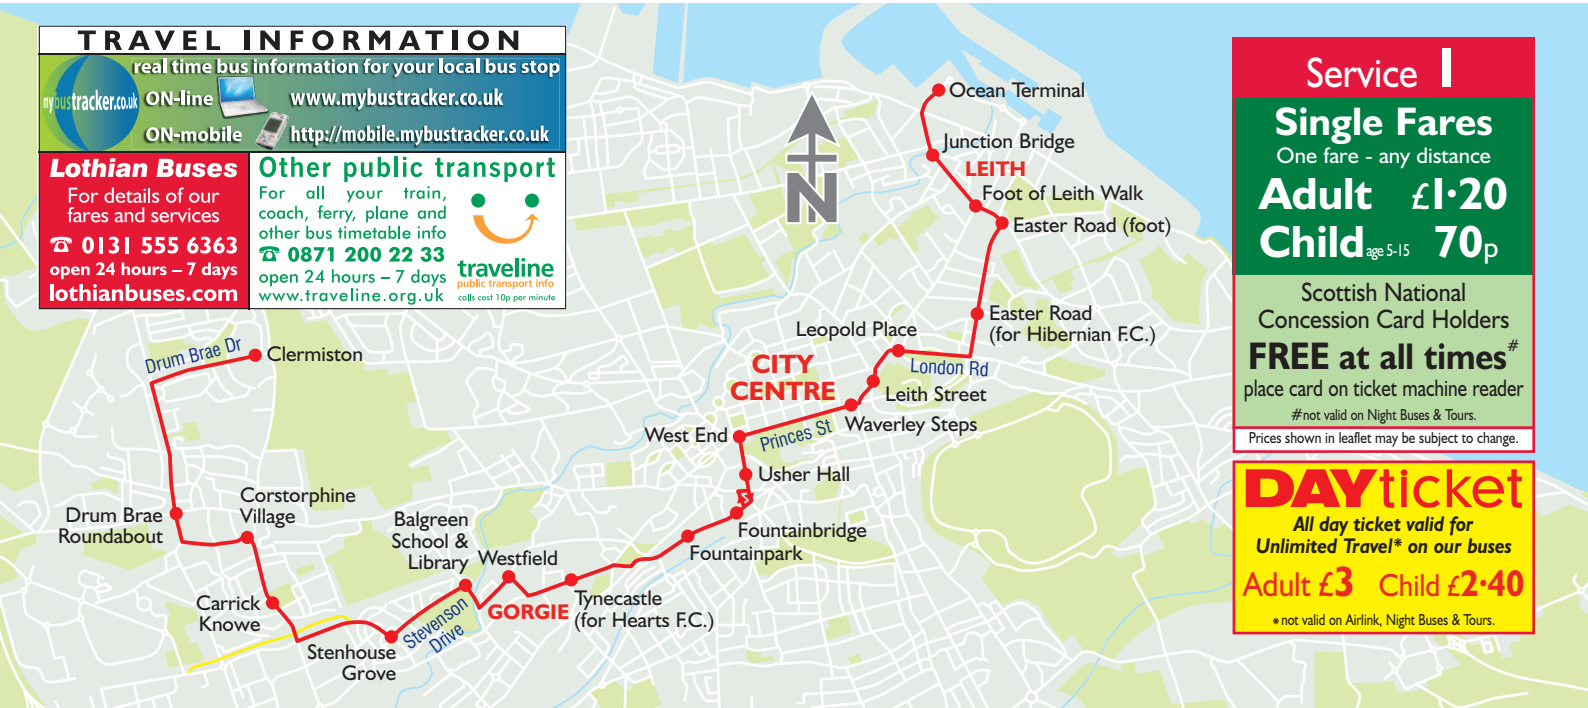 TRAVEL INFORMATION
real time bus information for your local bus stop
mybustracker.co.uk
ON-line www.mybustracker.co.uk
ON-mobile http://mobile.mybustracker.co.uk
Lothian Buses
For details of our
fares and services
☎ 0131 555 6363
open 24 hours – 7 days
lothianbuses.com
Other public transport
For all your train,
coach, ferry, plane and
other bus timetable info
☎ 0871 200 22 33
open 24 hours – 7 days
www.traveline.org.uk
traveline
public transport info
calls cost 10p per minute
N
Ocean Terminal
Junction Bridge
LEITH
Foot of Leith Walk
Easter Road (foot)
Easter Road
(for Hibernian F.C.)
Leopold Place
London Rd
CITY
CENTRE
Leith Street
Waverley Steps
Princes St
West End
Usher Hall
Fountainbridge
Fountainpark
Tynecastle
(for Hearts F.C.)
GORGIE
Westfield
Balgreen
School &
Library
Stevenson
Drive
Stenhouse
Grove
Carrick
Knowe
Corstorphine
Village
Drum Brae
Roundabout
Drum Brae Dr
Clermiston
Service 1
Single Fares
One fare - any distance
Adult £1·20
Child age 5-15 70p
Scottish National
Concession Card Holders
FREE at all times#
place card on ticket machine reader
#not valid on Night Buses & Tours.
Prices shown in leaflet may be subject to change.
DAYticket
All day ticket valid for
Unlimited Travel* on our buses
Adult £3 Child £2·40
*not valid on Airlink, Night Buses & Tours.